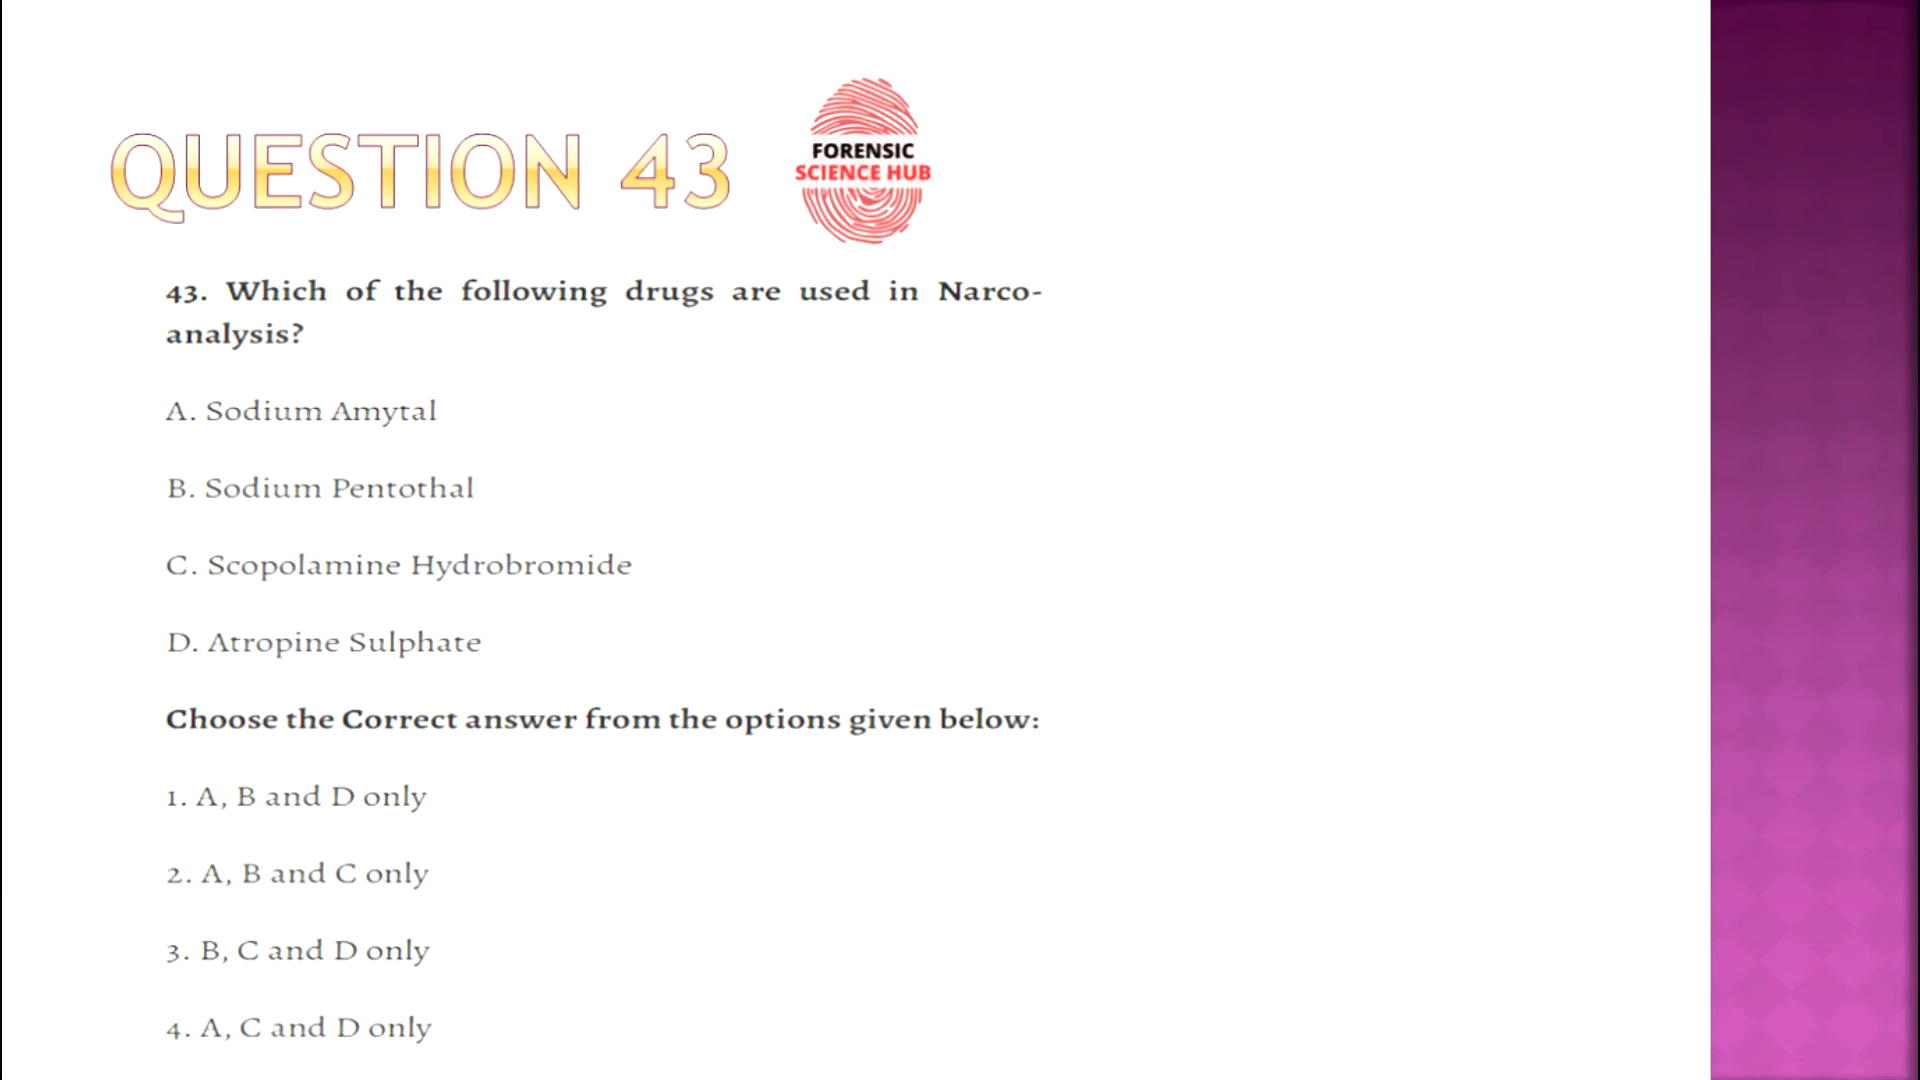 QUESTION 43
FORENSIC
SCIENCE HUB
43. Which of the following drugs are used in Narco-
analysis?
A. Sodium Amytal
B. Sodium Pentothal
C. Scopolamine Hydrobromide
D. Atropine Sulphate
Choose the Correct answer from the options given below:
1. A, B and D only
2. A, B and C only
3. B, C and D only
4. A, C and D only